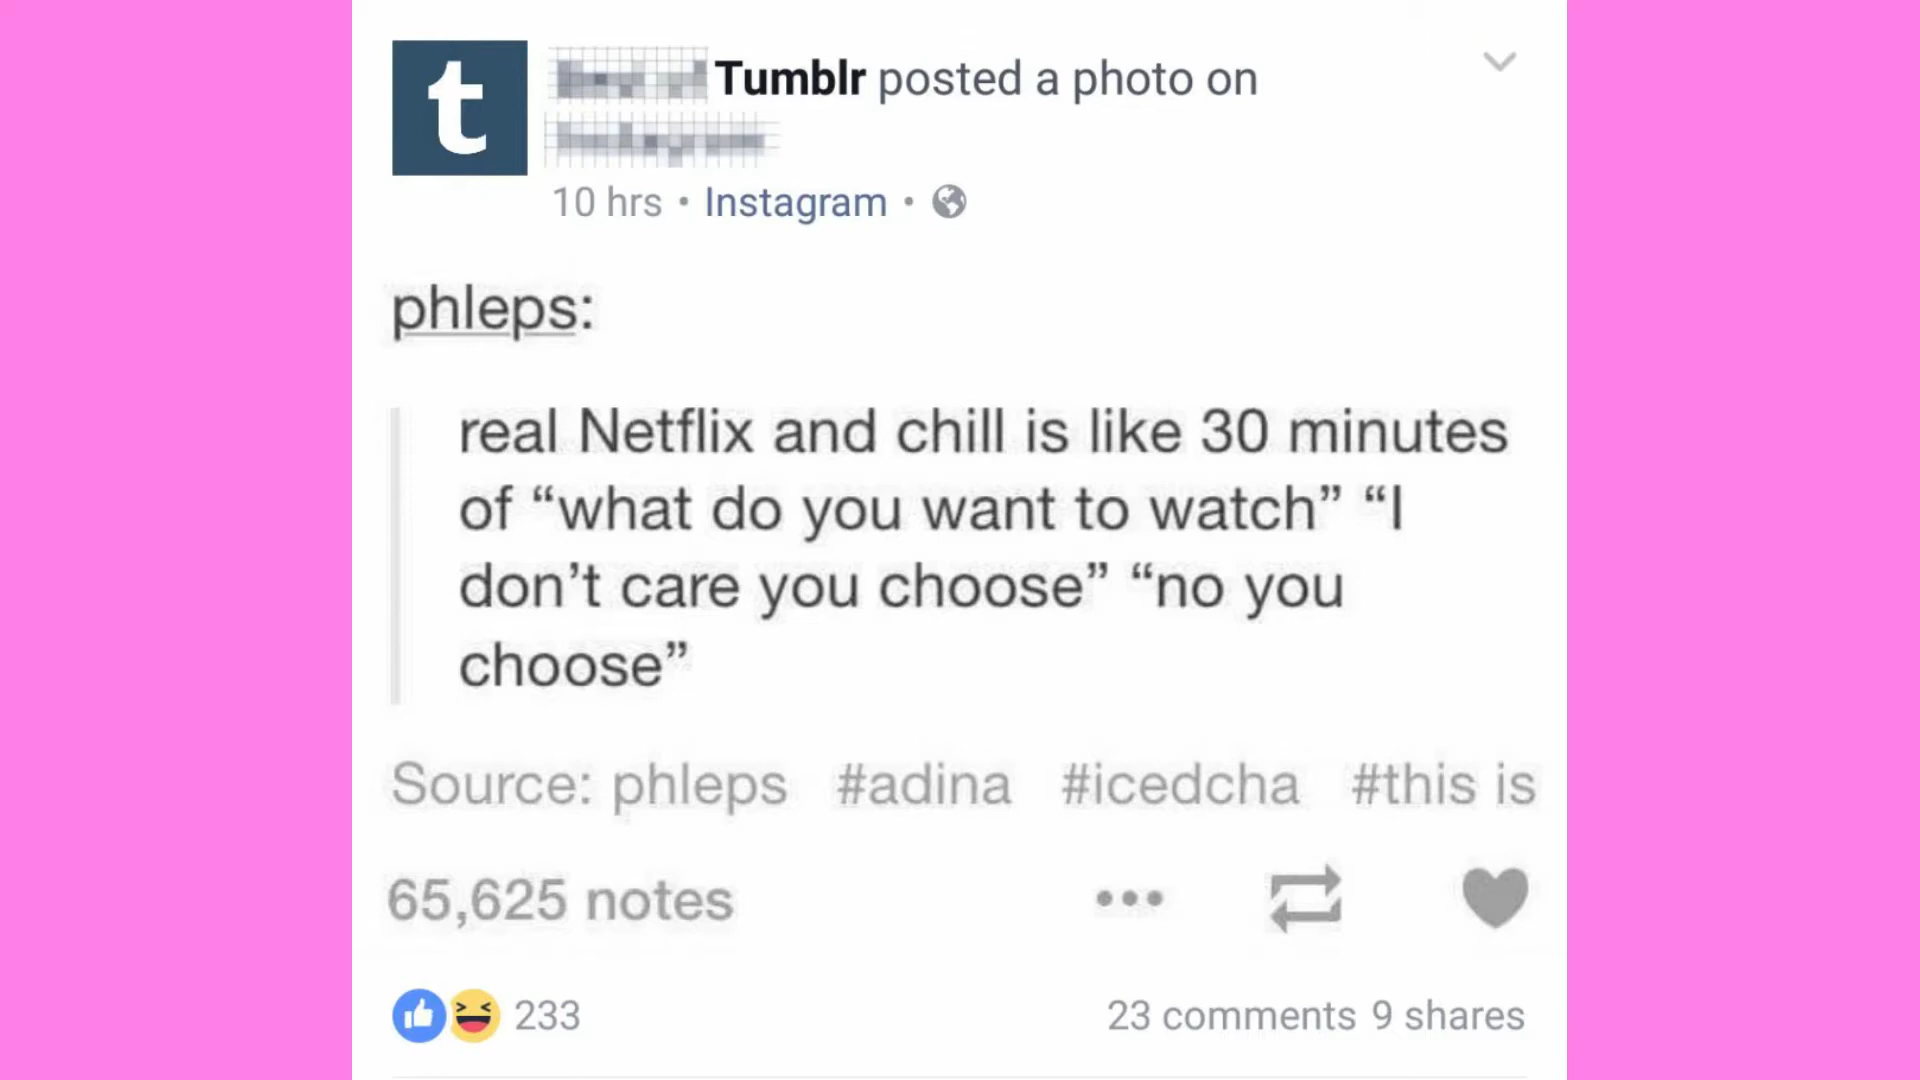 t
Tumblr posted a photo on
10 hrs • Instagram •
phleps:
real Netflix and chill is like 30 minutes
of “what do you want to watch” “I
don’t care you choose” “no you
choose”
Source: phleps #adina #icedcha #this is
65,625 notes
233 23 comments 9 shares